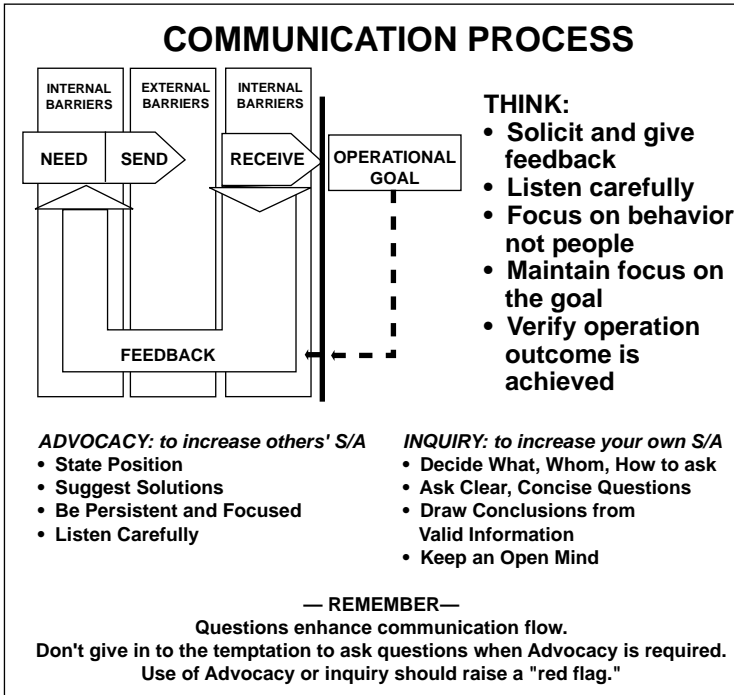 COMMUNICATION PROCESS
INTERNAL
BARRIERS
EXTERNAL
BARRIERS
INTERNAL
BARRIERS
NEED
SEND
RECEIVE
OPERATIONAL
GOAL
FEEDBACK
THINK:
• Solicit and give
feedback
• Listen carefully
• Focus on behavior
not people
• Maintain focus on
the goal
• Verify operation
outcome is
achieved
ADVOCACY: to increase others' S/A
• State Position
• Suggest Solutions
• Be Persistent and Focused
• Listen Carefully
INQUIRY: to increase your own S/A
• Decide What, Whom, How to ask
• Ask Clear, Concise Questions
• Draw Conclusions from
Valid Information
• Keep an Open Mind
— REMEMBER—
Questions enhance communication flow.
Don't give in to the temptation to ask questions when Advocacy is required.
Use of Advocacy or inquiry should raise a "red flag."